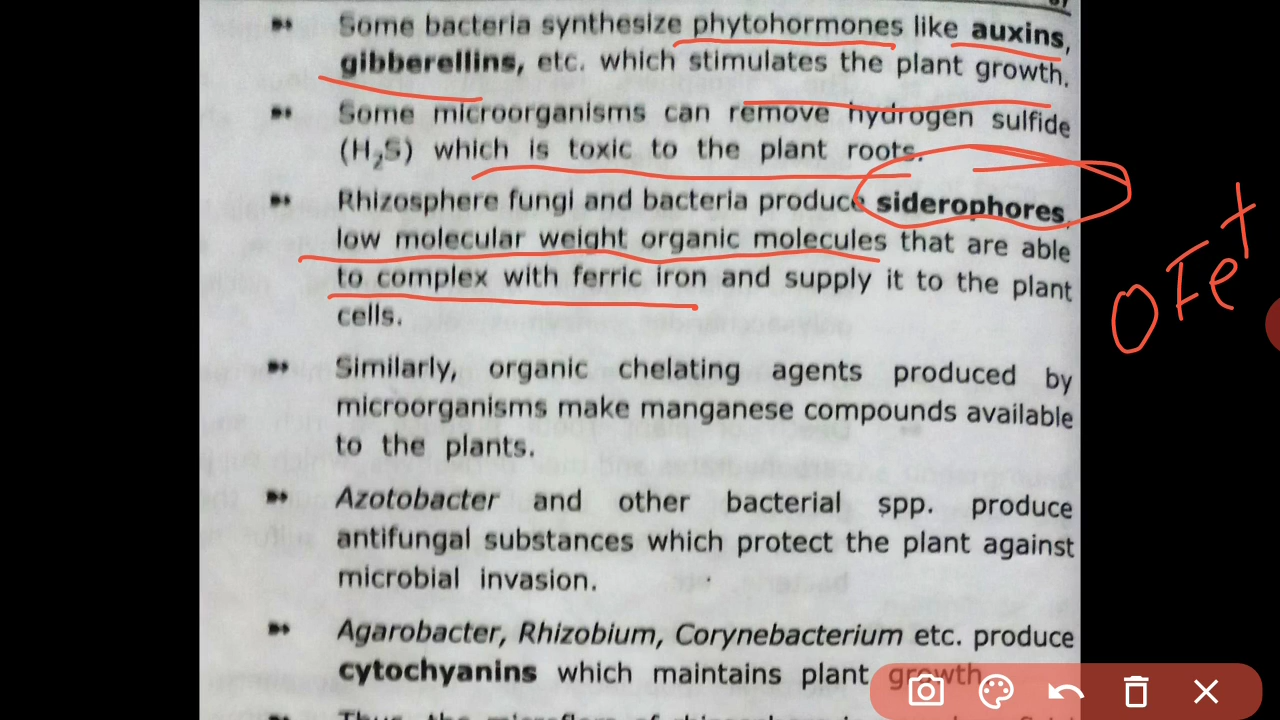 Some bacteria synthesize phytohormones like auxins,
gibberellins, etc. which stimulates the plant growth.
Some microorganisms can remove hydrogen sulfide
(H₂S) which is toxic to the plant roots.
Rhizosphere fungi and bacteria produce siderophores,
low molecular weight organic molecules that are able
to complex with ferric iron and supply it to the plant
cells.
O Fe+
Similarly, organic chelating agents produced by
microorganisms make manganese compounds available
to the plants.
Azotobacter and other bacterial spp. produce
antifungal substances which protect the plant against
microbial invasion.
Agarobacter, Rhizobium, Corynebacterium etc. produce
cytochyanins which maintains plant growth.